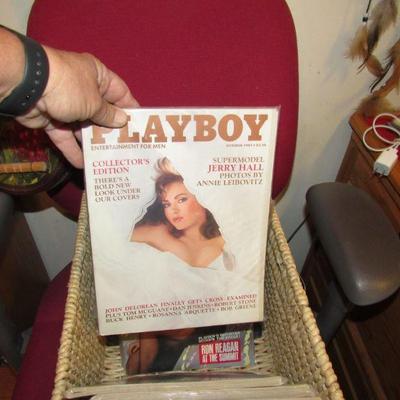 PLAYBOY
ENTERTAINMENT FOR MEN
OCTOBER 1985
COLLECTOR'S
EDITION
THERE'S A
BOLD NEW
LOOK UNDER
OUR COVERS
SUPERMODEL
JERRY HALL
PHOTOS BY
ANNIE LEIBOVITZ
JOHN DELOREAN FINALLY GETS CROSS-EXAMINED
PLUS TOM MCGUANE • DAN JENKINS • ROBERT STONE
BUCK HENRY • ROSANNA ARQUETTE • BOB GREENE
RON REAGAN
AT THE SUMMIT